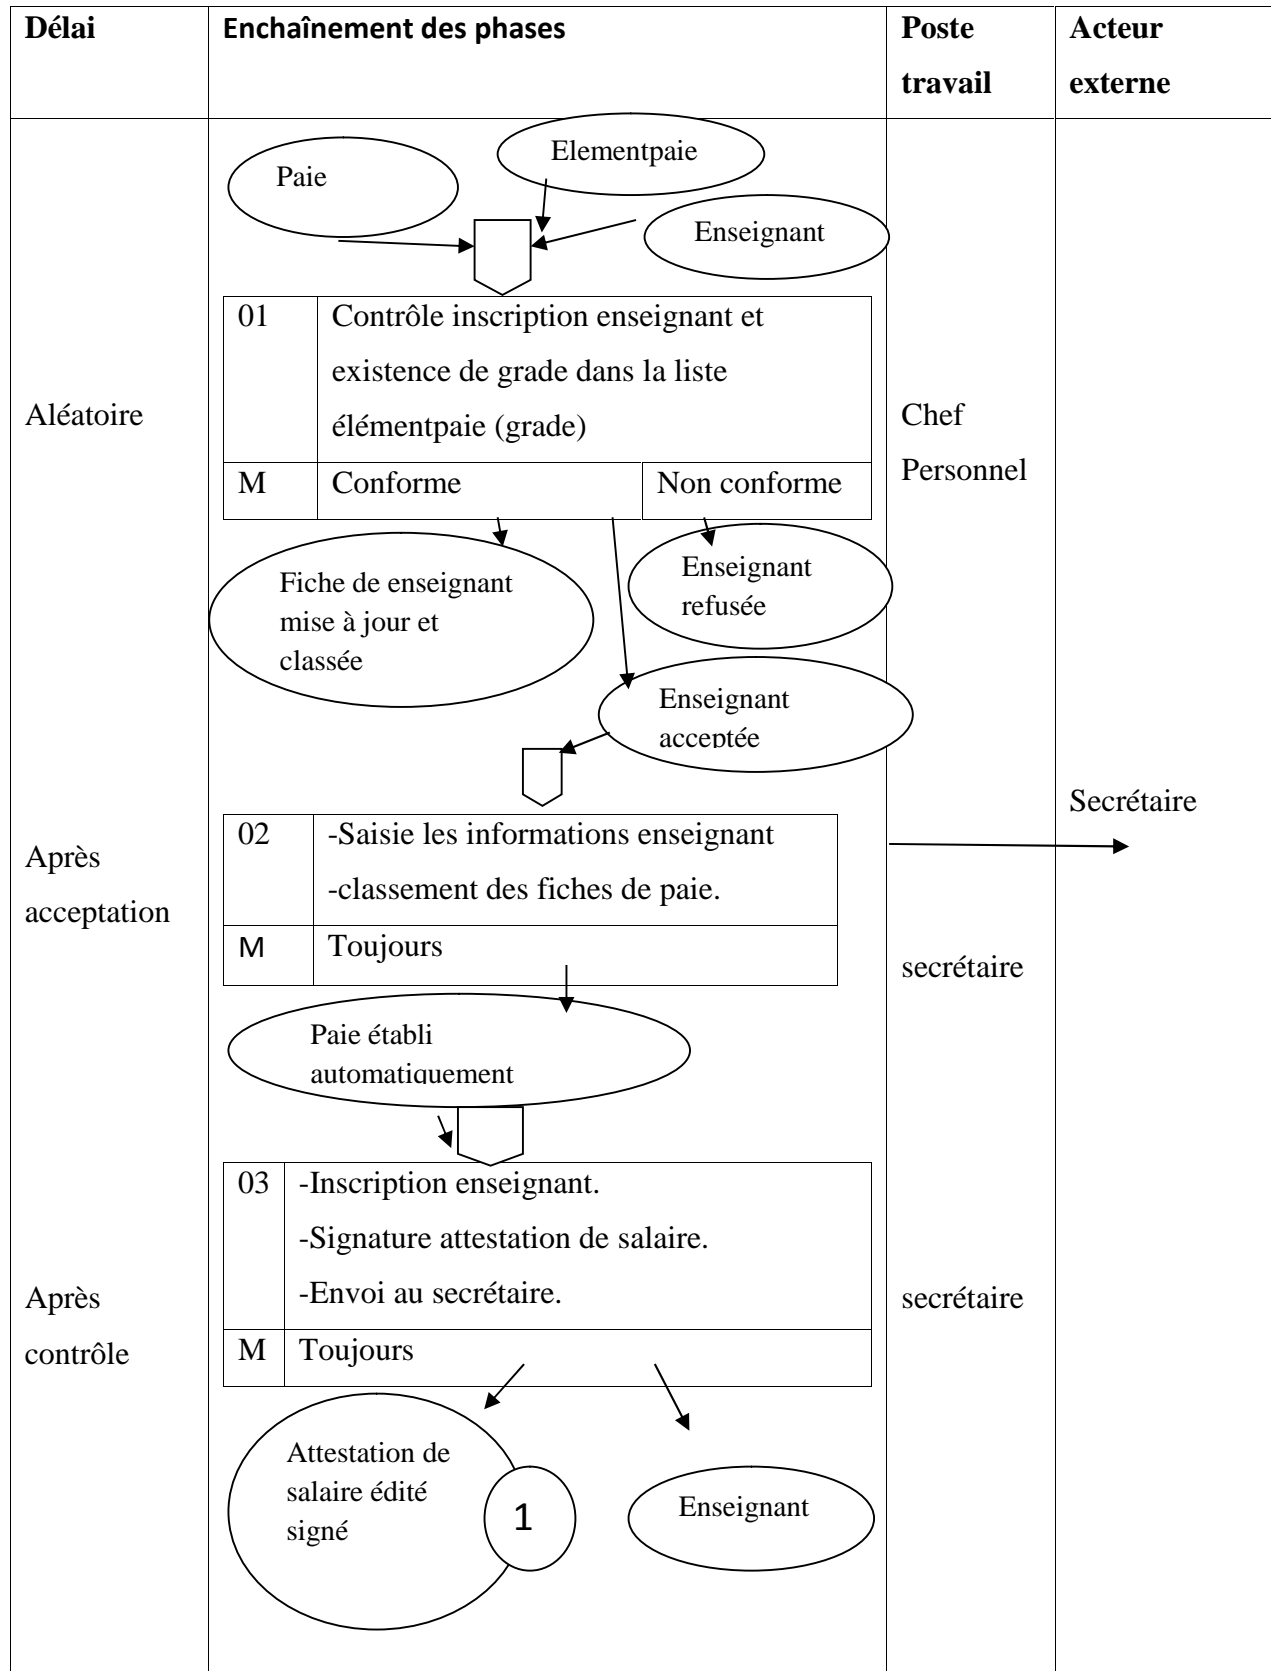 Délai
Enchaînement des phases
Poste
travail
Acteur
externe
Paie
Elementpaie
Enseignant
01
Contrôle inscription enseignant et
existence de grade dans la liste
élémentpaie (grade)
Aléatoire
Chef
Personnel
M
Conforme
Non conforme
Fiche de enseignant
mise à jour et
classée
Enseignant
refusée
Enseignant
acceptée
Secrétaire
02
-Saisie les informations enseignant
-classement des fiches de paie.
Après
acceptation
M
Toujours
secrétaire
Paie établi
automatiquement
03
-Inscription enseignant.
-Signature attestation de salaire.
-Envoi au secrétaire.
Après
contrôle
secrétaire
M
Toujours
Attestation de
salaire édité
signé
1
Enseignant